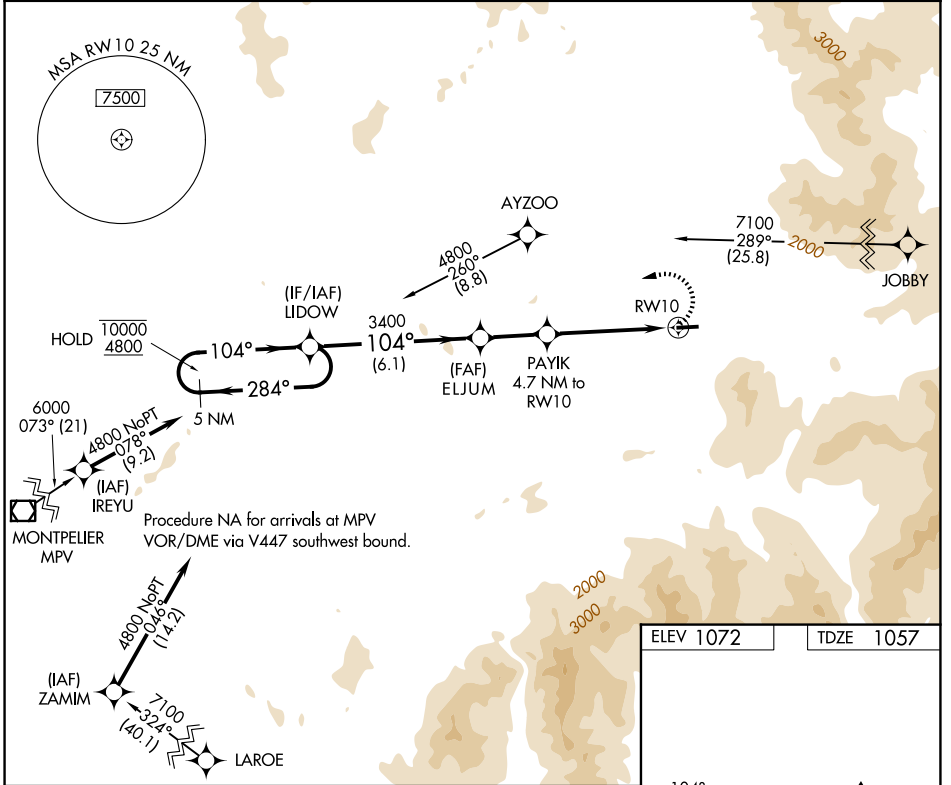 MSA RW10 25 NM
7500
3000
AYZOO
4800
260°
(8.8)
7100
289°
(25.8)
2000
JOBBY
(IF/IAF)
LIDOW
RW10
HOLD
10000
4800
104°
284°
5 NM
3400
104°
(6.1)
(FAF)
ELJUM
PAYIK
4.7 NM to
RW10
6000
073° (21)
4800 NoPT
078°
(9.2)
(IAF)
IREYU
MONTPELIER
MPV
Procedure NA for arrivals at MPV
VOR/DME via V447 southwest bound.
4800 NoPT
046°
(14.2)
(IAF)
ZAMIM
7100
324°
(40.1)
LAROE
2000
3000
ELEV 1072
TDZE 1057